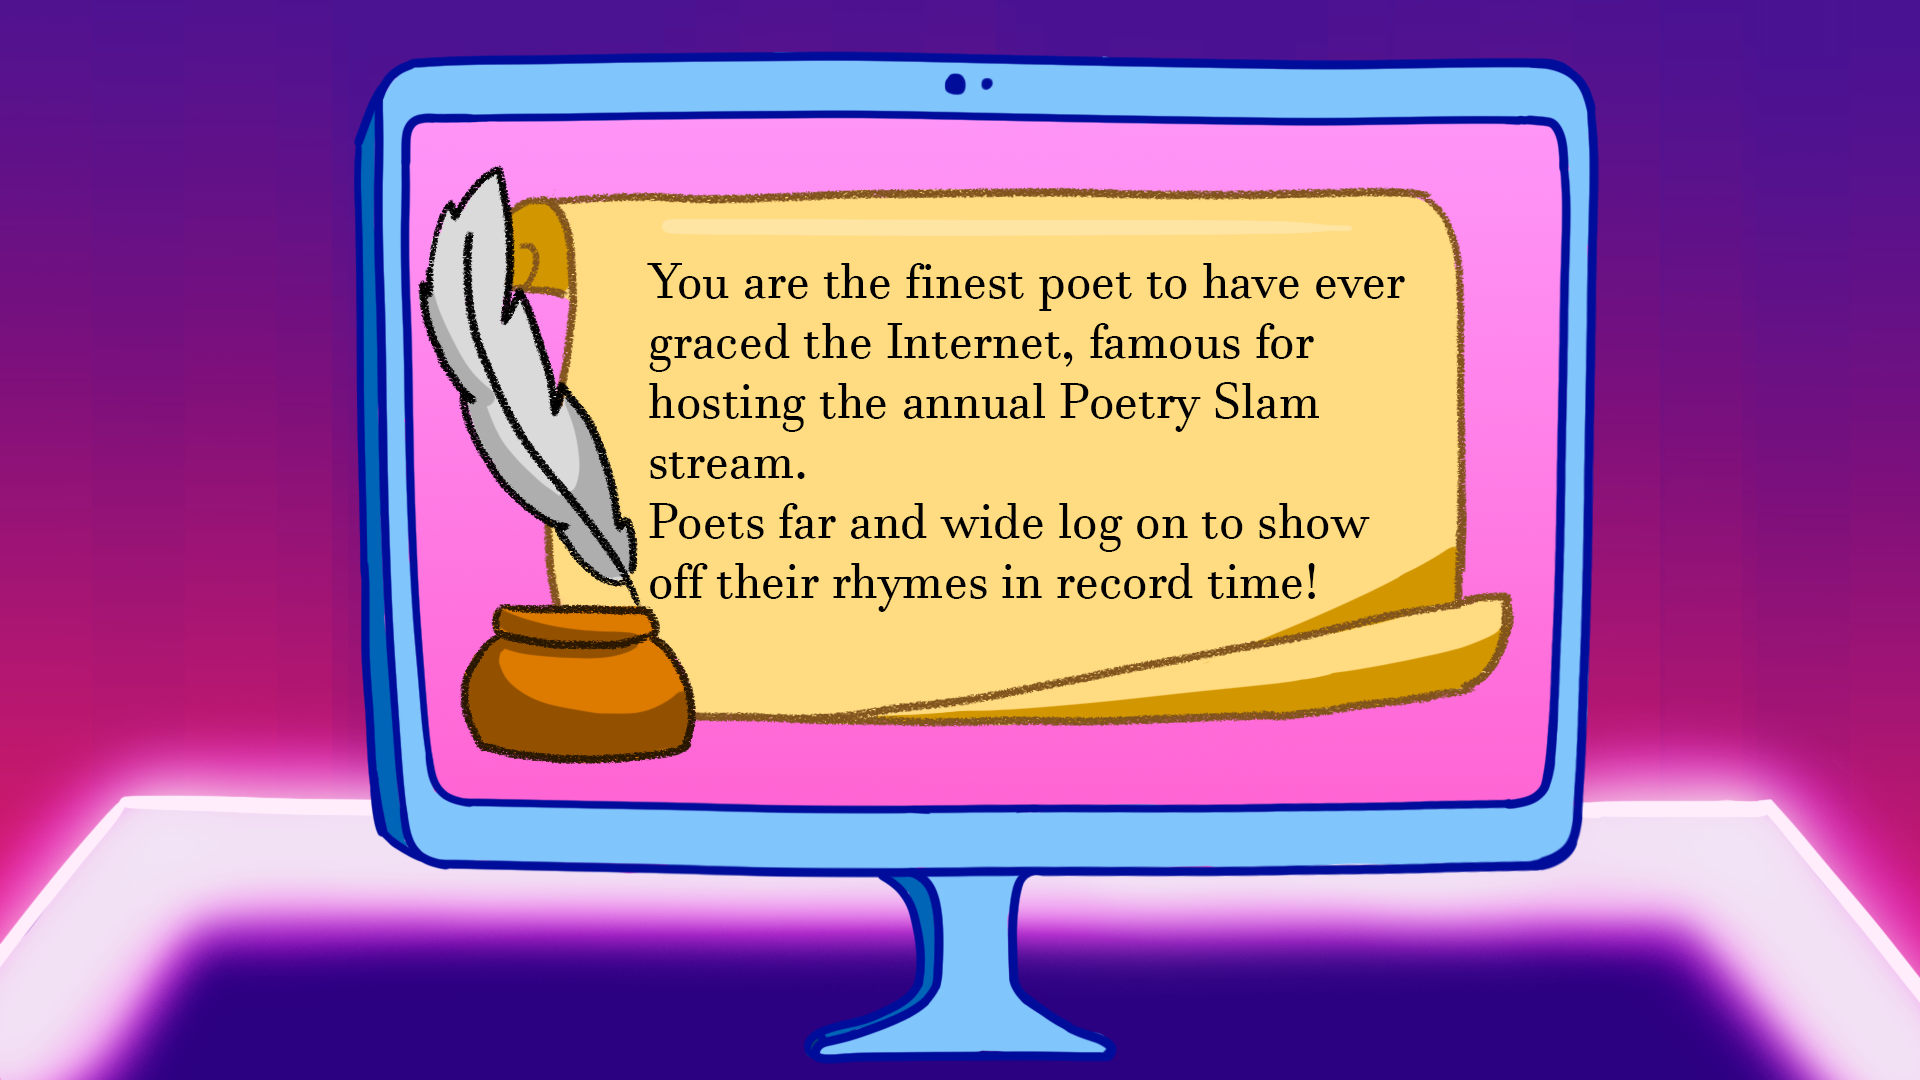 You are the finest poet to have ever
graced the Internet, famous for
hosting the annual Poetry Slam
stream.
Poets far and wide log on to show
off their rhymes in record time!